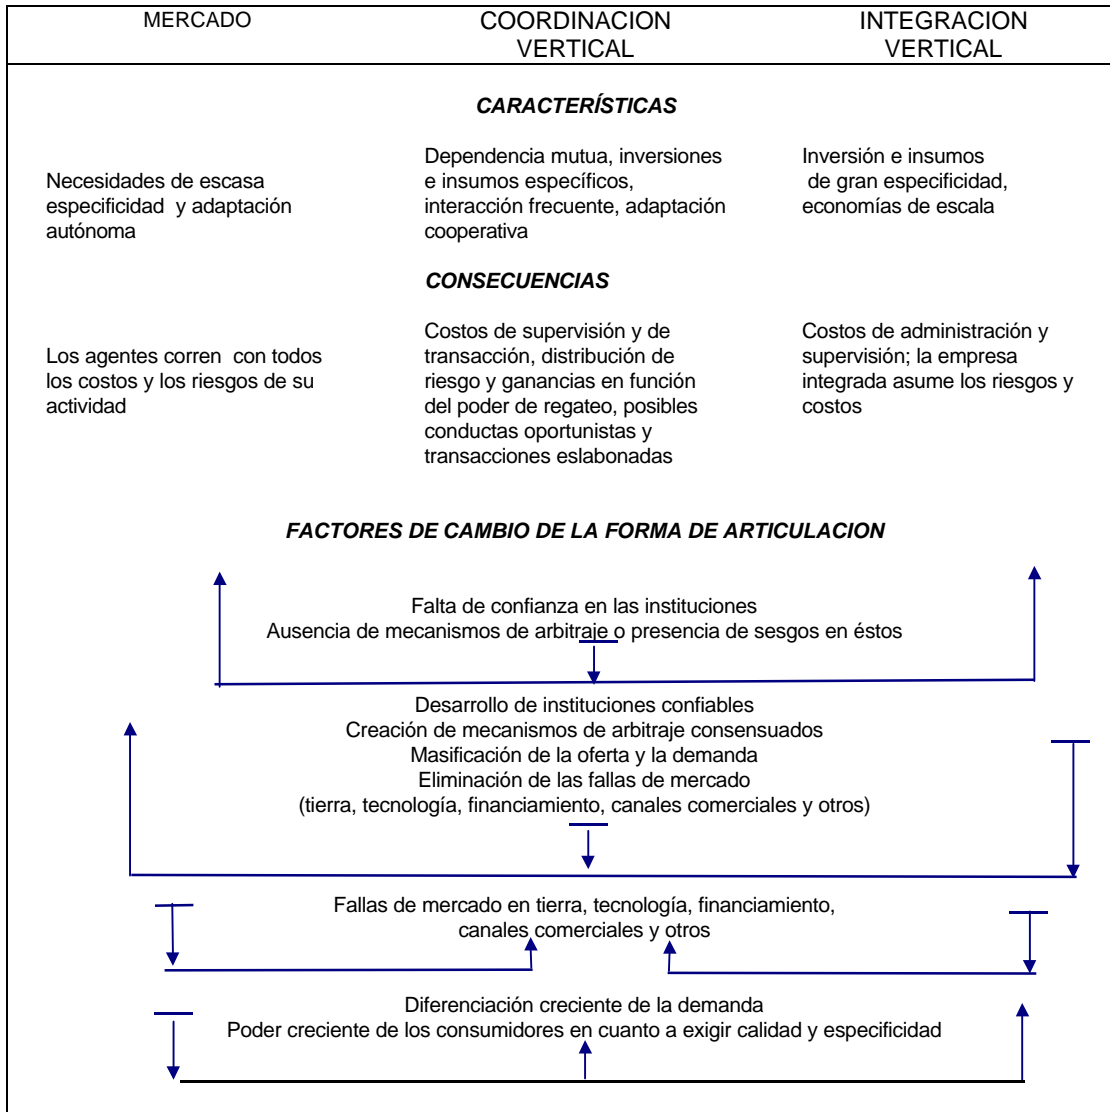 MERCADO
COORDINACION
VERTICAL
INTEGRACION
VERTICAL
CARACTERÍSTICAS
Necesidades de escasa
especificidad y adaptación
autónoma
Dependencia mutua, inversiones
e insumos específicos,
interacción frecuente, adaptación
cooperativa
Inversión e insumos
de gran especificidad,
economías de escala
CONSECUENCIAS
Los agentes corren con todos
los costos y los riesgos de su
actividad
Costos de supervisión y de
transacción, distribución de
riesgo y ganancias en función
del poder de regateo, posibles
conductas oportunistas y
transacciones eslabonadas
Costos de administración y
supervisión; la empresa
integrada asume los riesgos y
costos
FACTORES DE CAMBIO DE LA FORMA DE ARTICULACION
Falta de confianza en las instituciones
Ausencia de mecanismos de arbitraje o presencia de sesgos en éstos
Desarrollo de instituciones confiables
Creación de mecanismos de arbitraje consensuados
Masificación de la oferta y la demanda
Eliminación de las fallas de mercado
(tierra, tecnología, financiamiento, canales comerciales y otros)
Fallas de mercado en tierra, tecnología, financiamiento,
canales comerciales y otros
Diferenciación creciente de la demanda
Poder creciente de los consumidores en cuanto a exigir calidad y especificidad